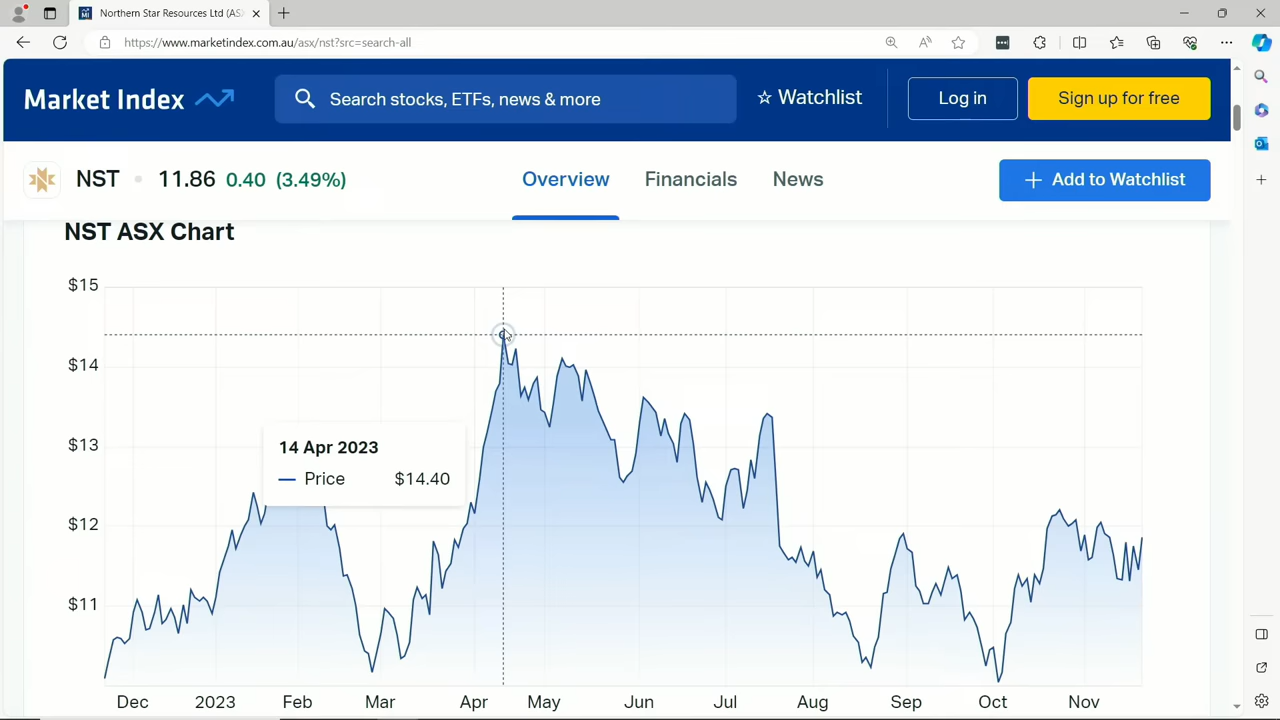 Northern Star Resources Ltd (AS
https://www.marketindex.com.au/asx/nst?src=search-all
Market Index
Search stocks, ETFs, news & more
☆ Watchlist
Log in
Sign up for free
NST • 11.86 0.40 (3.49%)
Overview
Financials
News
+ Add to Watchlist
NST ASX Chart
$15
$14
$13
$12
$11
14 Apr 2023
Price $14.40
Dec 2023 Feb Mar Apr May Jun Jul Aug Sep Oct Nov